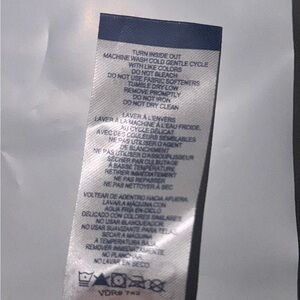 TURN INSIDE OUT
MACHINE WASH COLD GENTLE CYCLE
WITH LIKE COLORS
DO NOT BLEACH
DO NOT USE FABRIC SOFTENERS
TUMBLE DRY LOW
REMOVE PROMPTLY
DO NOT IRON
DO NOT DRY CLEAN
LAVER À L'ENVERS
LAVER À LA MACHINE À L'EAU FROIDE,
AU CYCLE DÉLICAT
AVEC DES COULEURS SEMBLABLES
NE PAS UTILISER D'AGENT
DE BLANCHIMENT
NE PAS UTILISER D'ASSOUPLISSEUR
SÉCHER PAR CULBUTAGE
À BASSE TEMPÉRATURE
RETIRER IMMÉDIATEMENT
NE PAS REPASSER
NE PAS NETTOYER À SEC
VOLTEAR DE ADENTRO HACIA AFUERA
LAVAR A MÁQUINA CON
AGUA FRÍA EN CICLO
DELICADO CON COLORES SIMILARES
NO USAR BLANQUEADOR
NO USAR SUAVIZANTE PARA TELA
SECAR A MÁQUINA
A TEMPERATURA BAJA
REMOVER INMEDIATAMENTE
NO PLANCHAR
NO LAVAR EN SECO
VDR#